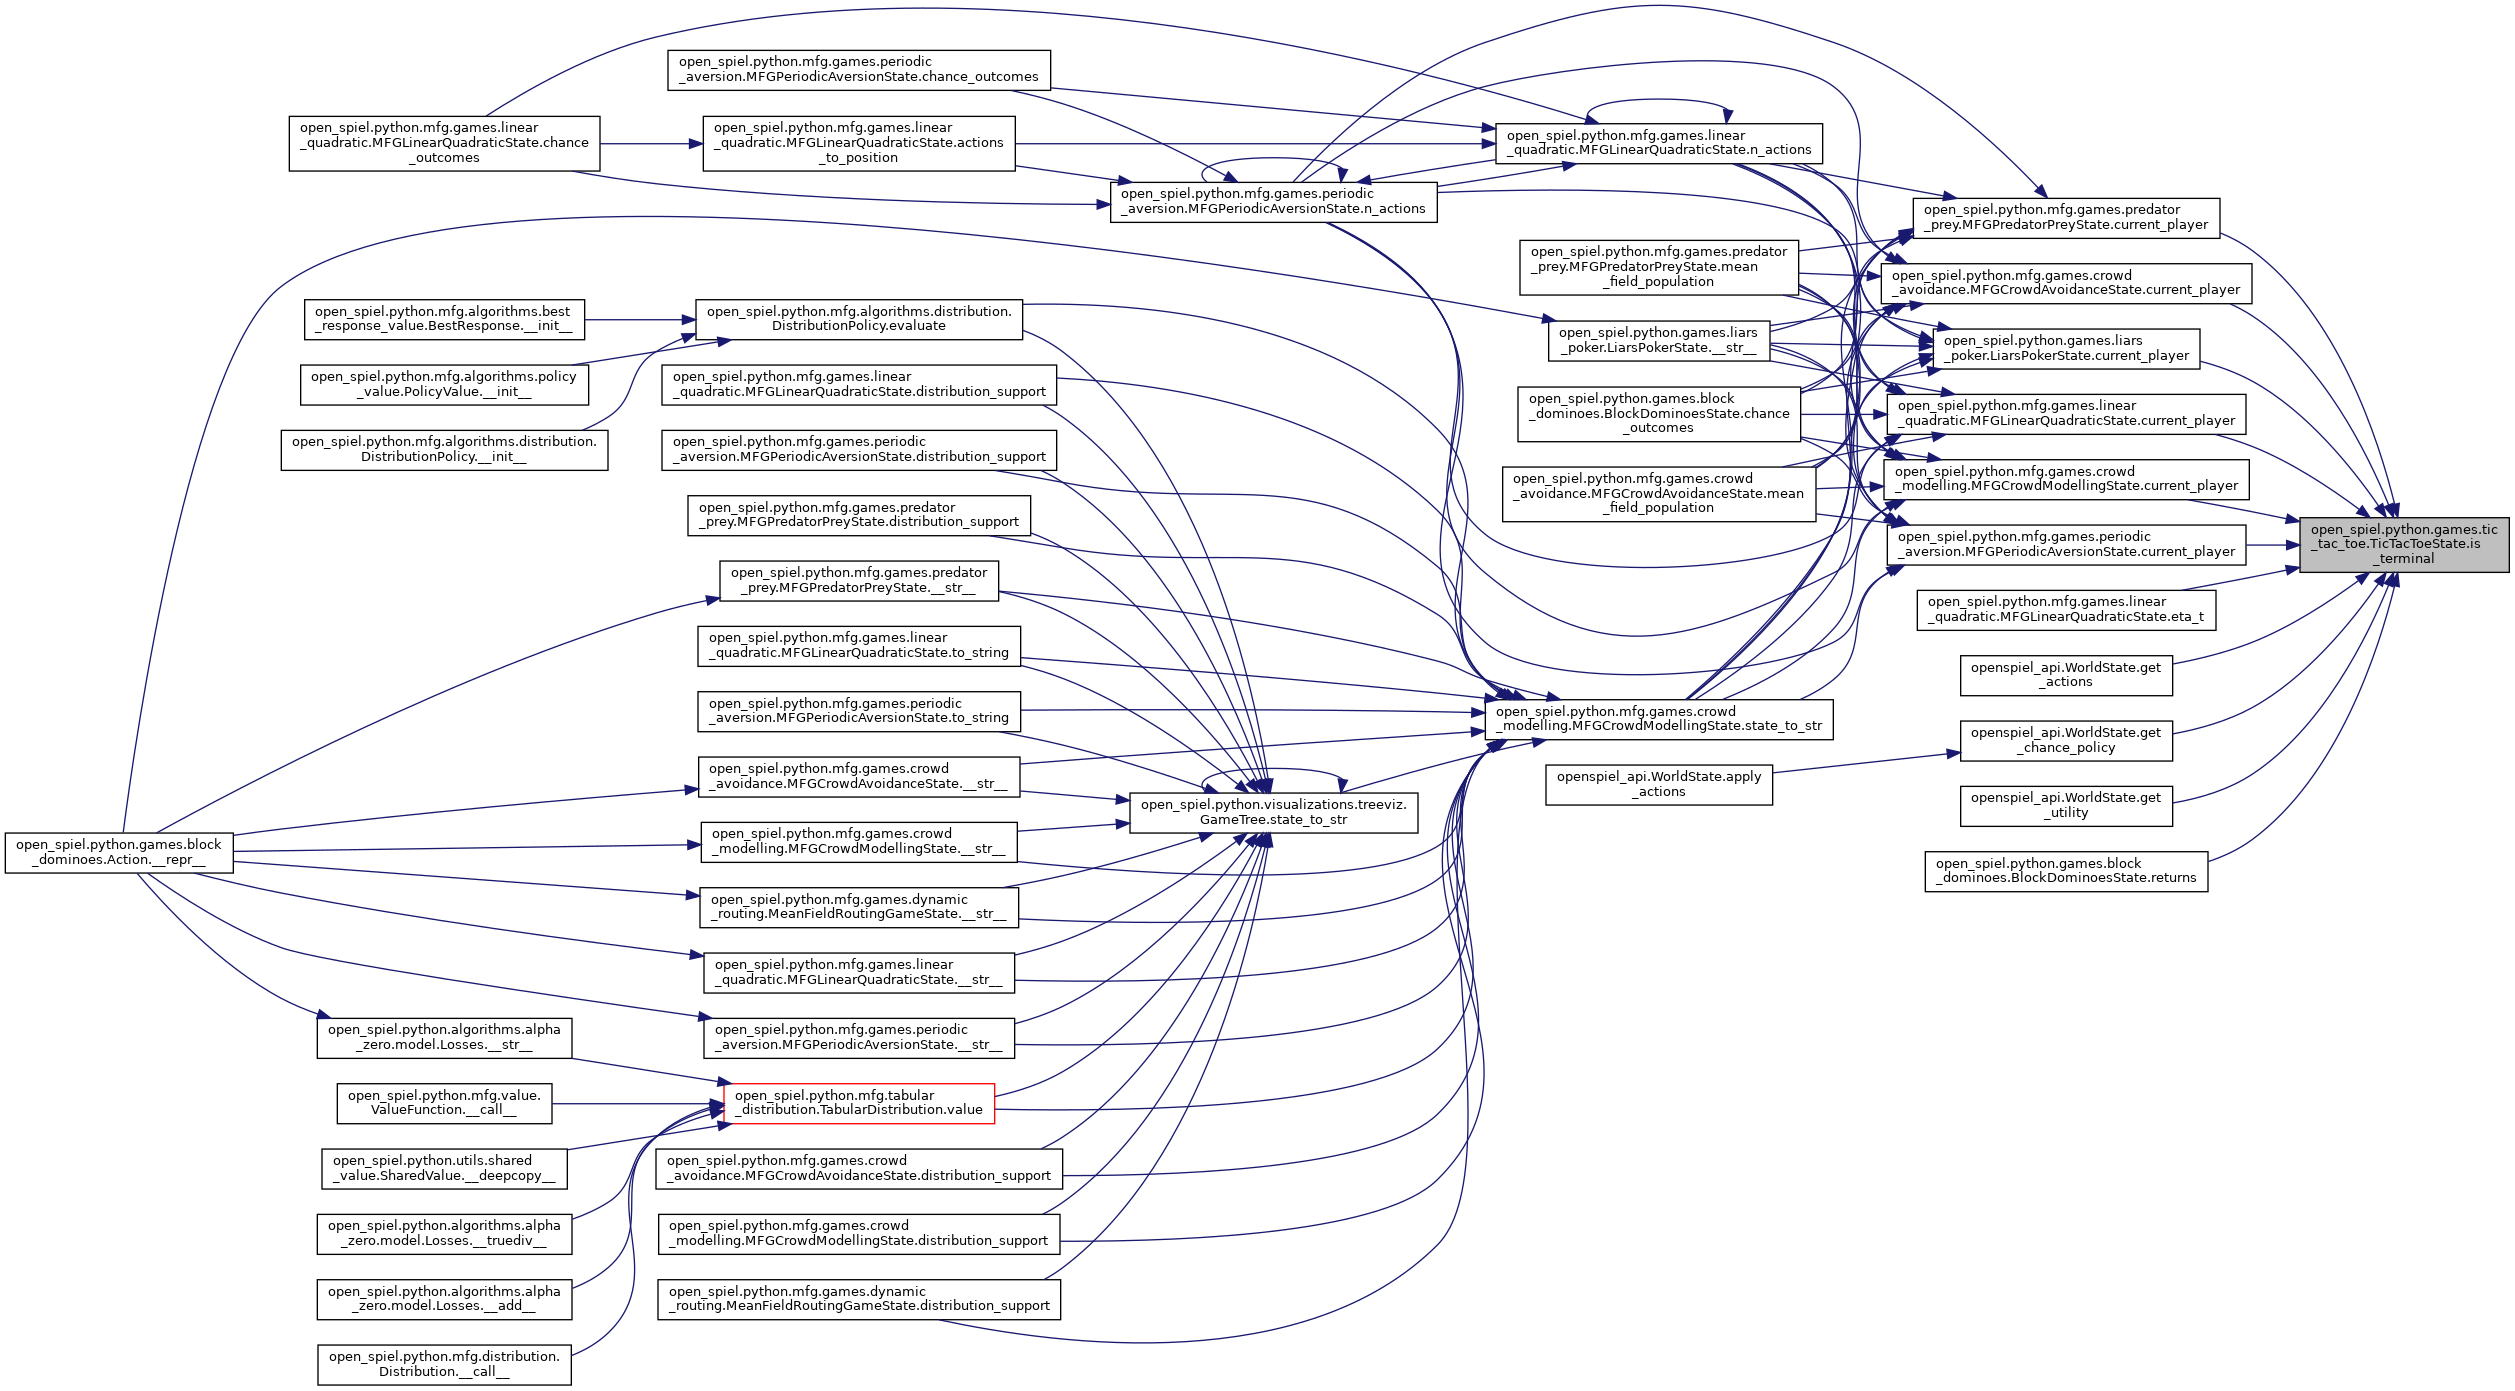 open_spiel.python.mfg.games.periodic
_aversion.MFGPeriodicAversionState.chance_outcomes
open_spiel.python.mfg.games.linear
_quadratic.MFGLinearQuadraticState.chance
_outcomes
open_spiel.python.mfg.games.linear
_quadratic.MFGLinearQuadraticState.actions
_to_position
open_spiel.python.mfg.games.linear
_quadratic.MFGLinearQuadraticState.n_actions
open_spiel.python.mfg.games.periodic
_aversion.MFGPeriodicAversionState.n_actions
open_spiel.python.mfg.games.predator
_prey.MFGPredatorPreyState.current_player
open_spiel.python.mfg.games.predator
_prey.MFGPredatorPreyState.mean
_field_population
open_spiel.python.mfg.games.crowd
_avoidance.MFGCrowdAvoidanceState.current_player
open_spiel.python.mfg.algorithms.best
_response_value.BestResponse.__init__
open_spiel.python.mfg.algorithms.distribution.
DistributionPolicy.evaluate
open_spiel.python.games.liars
_poker.LiarsPokerState.__str__
open_spiel.python.games.liars
_poker.LiarsPokerState.current_player
open_spiel.python.mfg.algorithms.policy
_value.PolicyValue.__init__
open_spiel.python.mfg.games.linear
_quadratic.MFGLinearQuadraticState.distribution_support
open_spiel.python.games.block
_dominoes.BlockDominoesState.chance
_outcomes
open_spiel.python.mfg.games.linear
_quadratic.MFGLinearQuadraticState.current_player
open_spiel.python.mfg.algorithms.distribution.
DistributionPolicy.__init__
open_spiel.python.mfg.games.periodic
_aversion.MFGPeriodicAversionState.distribution_support
open_spiel.python.mfg.games.crowd
_avoidance.MFGCrowdAvoidanceState.mean
_field_population
open_spiel.python.mfg.games.crowd
_modelling.MFGCrowdModellingState.current_player
open_spiel.python.mfg.games.predator
_prey.MFGPredatorPreyState.distribution_support
open_spiel.python.mfg.games.periodic
_aversion.MFGPeriodicAversionState.current_player
open_spiel.python.games.tic
_tac_toe.TicTacToeState.is
_terminal
open_spiel.python.mfg.games.predator
_prey.MFGPredatorPreyState.__str__
open_spiel.python.mfg.games.linear
_quadratic.MFGLinearQuadraticState.eta_t
open_spiel.python.mfg.games.linear
_quadratic.MFGLinearQuadraticState.to_string
openspiel_api.WorldState.get
_actions
open_spiel.python.mfg.games.periodic
_aversion.MFGPeriodicAversionState.to_string
open_spiel.python.mfg.games.crowd
_modelling.MFGCrowdModellingState.state_to_str
openspiel_api.WorldState.get
_chance_policy
open_spiel.python.mfg.games.crowd
_avoidance.MFGCrowdAvoidanceState.__str__
openspiel_api.WorldState.apply
_actions
open_spiel.python.visualizations.treeviz.
GameTree.state_to_str
openspiel_api.WorldState.get
_utility
open_spiel.python.games.block
_dominoes.Action.__repr__
open_spiel.python.mfg.games.crowd
_modelling.MFGCrowdModellingState.__str__
open_spiel.python.games.block
_dominoes.BlockDominoesState.returns
open_spiel.python.mfg.games.dynamic
_routing.MeanFieldRoutingGameState.__str__
open_spiel.python.mfg.games.linear
_quadratic.MFGLinearQuadraticState.__str__
open_spiel.python.algorithms.alpha
_zero.model.Losses.__str__
open_spiel.python.mfg.games.periodic
_aversion.MFGPeriodicAversionState.__str__
open_spiel.python.mfg.value.
ValueFunction.__call__
open_spiel.python.mfg.tabular
_distribution.TabularDistribution.value
open_spiel.python.utils.shared
_value.SharedValue.__deepcopy__
open_spiel.python.mfg.games.crowd
_avoidance.MFGCrowdAvoidanceState.distribution_support
open_spiel.python.algorithms.alpha
_zero.model.Losses.__truediv__
open_spiel.python.mfg.games.crowd
_modelling.MFGCrowdModellingState.distribution_support
open_spiel.python.algorithms.alpha
_zero.model.Losses.__add__
open_spiel.python.mfg.games.dynamic
_routing.MeanFieldRoutingGameState.distribution_support
open_spiel.python.mfg.distribution.
Distribution.__call__